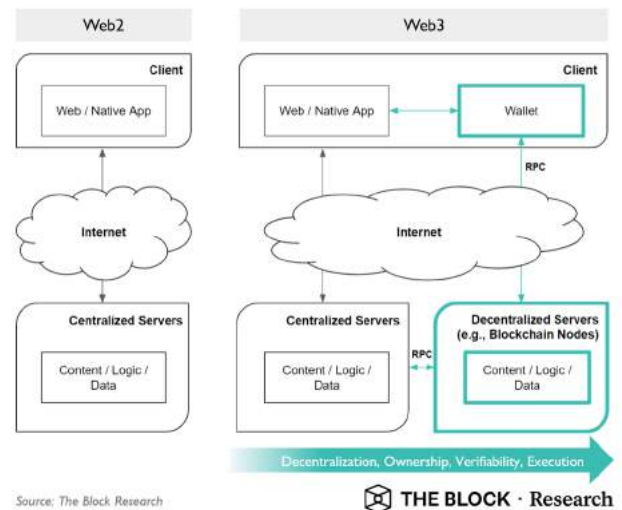 Web2
Web3
Client
Web / Native App
Internet
Centralized Servers
Content / Logic /
Data
Client
Web / Native App
Wallet
RPC
Internet
Centralized Servers
Content / Logic /
Data
RPC
Decentralized Servers
(e.g., Blockchain Nodes)
Content / Logic /
Data
Decentralization, Ownership, Verifiability, Execution
Source: The Block Research
THE BLOCK · Research